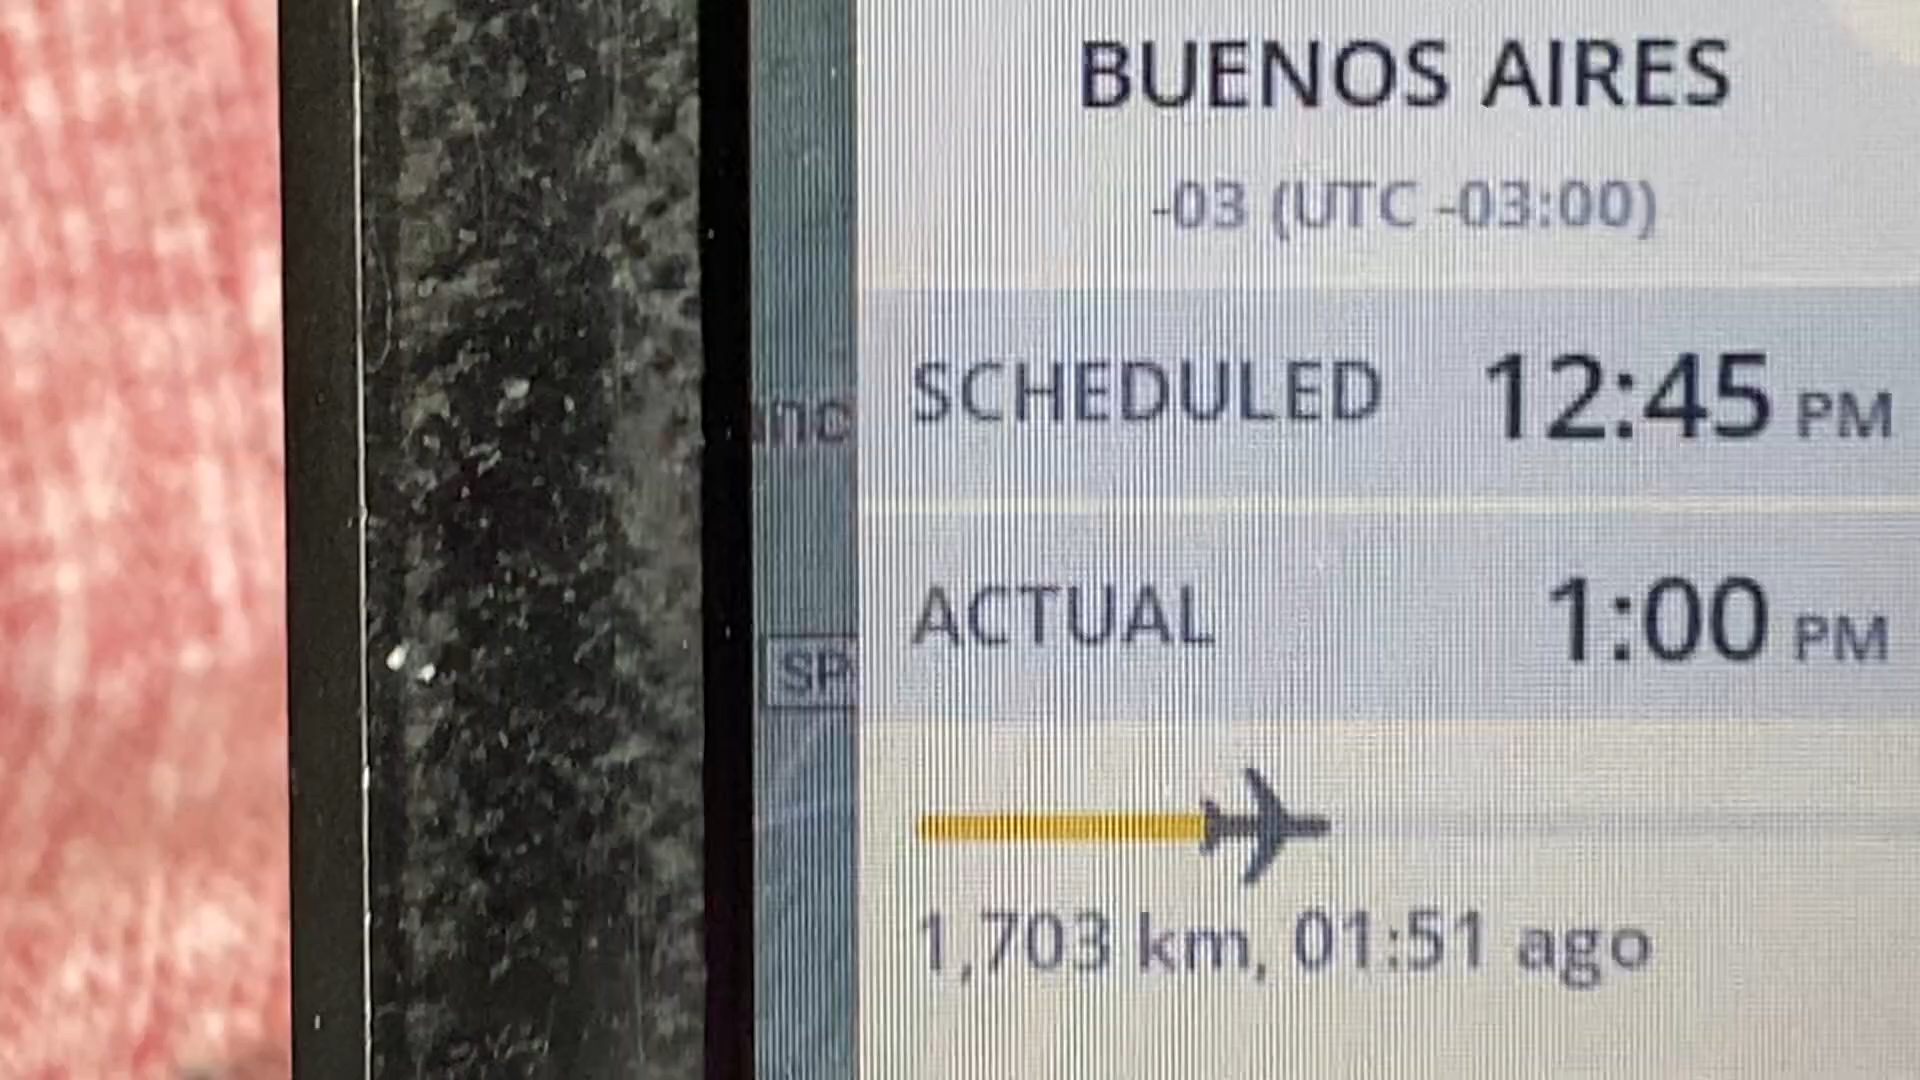 BUENOS AIRES
-03 (UTC -03:00)
SCHEDULED 12:45 PM
ACTUAL 1:00 PM
1,703 km, 01:51 ago